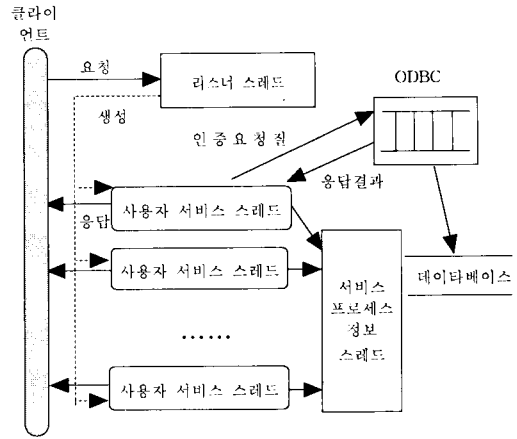 클라이
언트
요청
리스너 스레드
ODBC
생성
인증요청질
응답결과
사용자 서비스 스레드
응답
사용자 서비스 스레드
서비스
프로세스
정보
스레드
데이타베이스
......
사용자 서비스 스레드